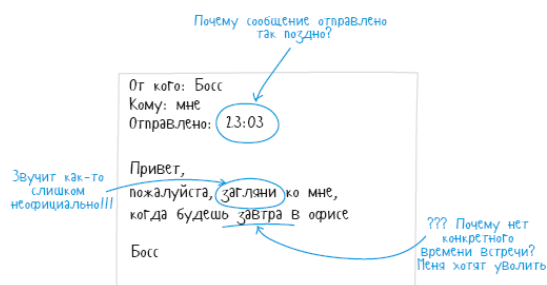 Почему сообщение отправлено
так поздно?
От кого: Босс
Кому: мне
Отправлено: 23:03
Привет,
пожалуйста, загляни ко мне,
когда будешь завтра в офисе
Босс
Звучит как-то
слишком
неофициально!!!
??? Почему нет
конкретного
времени встречи?
Меня хотят уволить